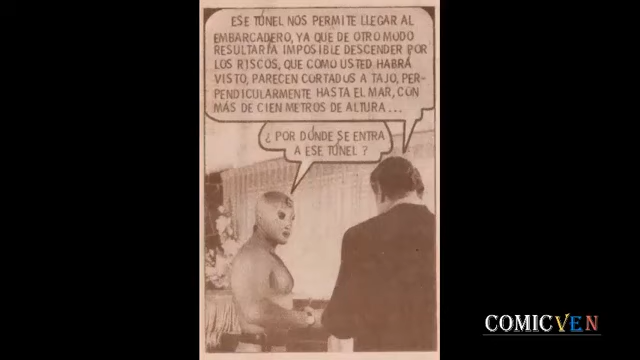 ESE TÚNEL NOS PERMITE LLEGAR AL
EMBARCADERO, YA QUE DE OTRO MODO
RESULTARÍA IMPOSIBLE DESCENDER POR
LOS RISCOS, QUE COMO USTED HABRÁ
VISTO, PARECEN CORTADOS A TAJO, PER-
PENDICULARMENTE HASTA EL MAR, CON
MÁS DE CIEN METROS DE ALTURA...
¿POR DÓNDE SE ENTRA
A ESE TÚNEL?
COMICVEN